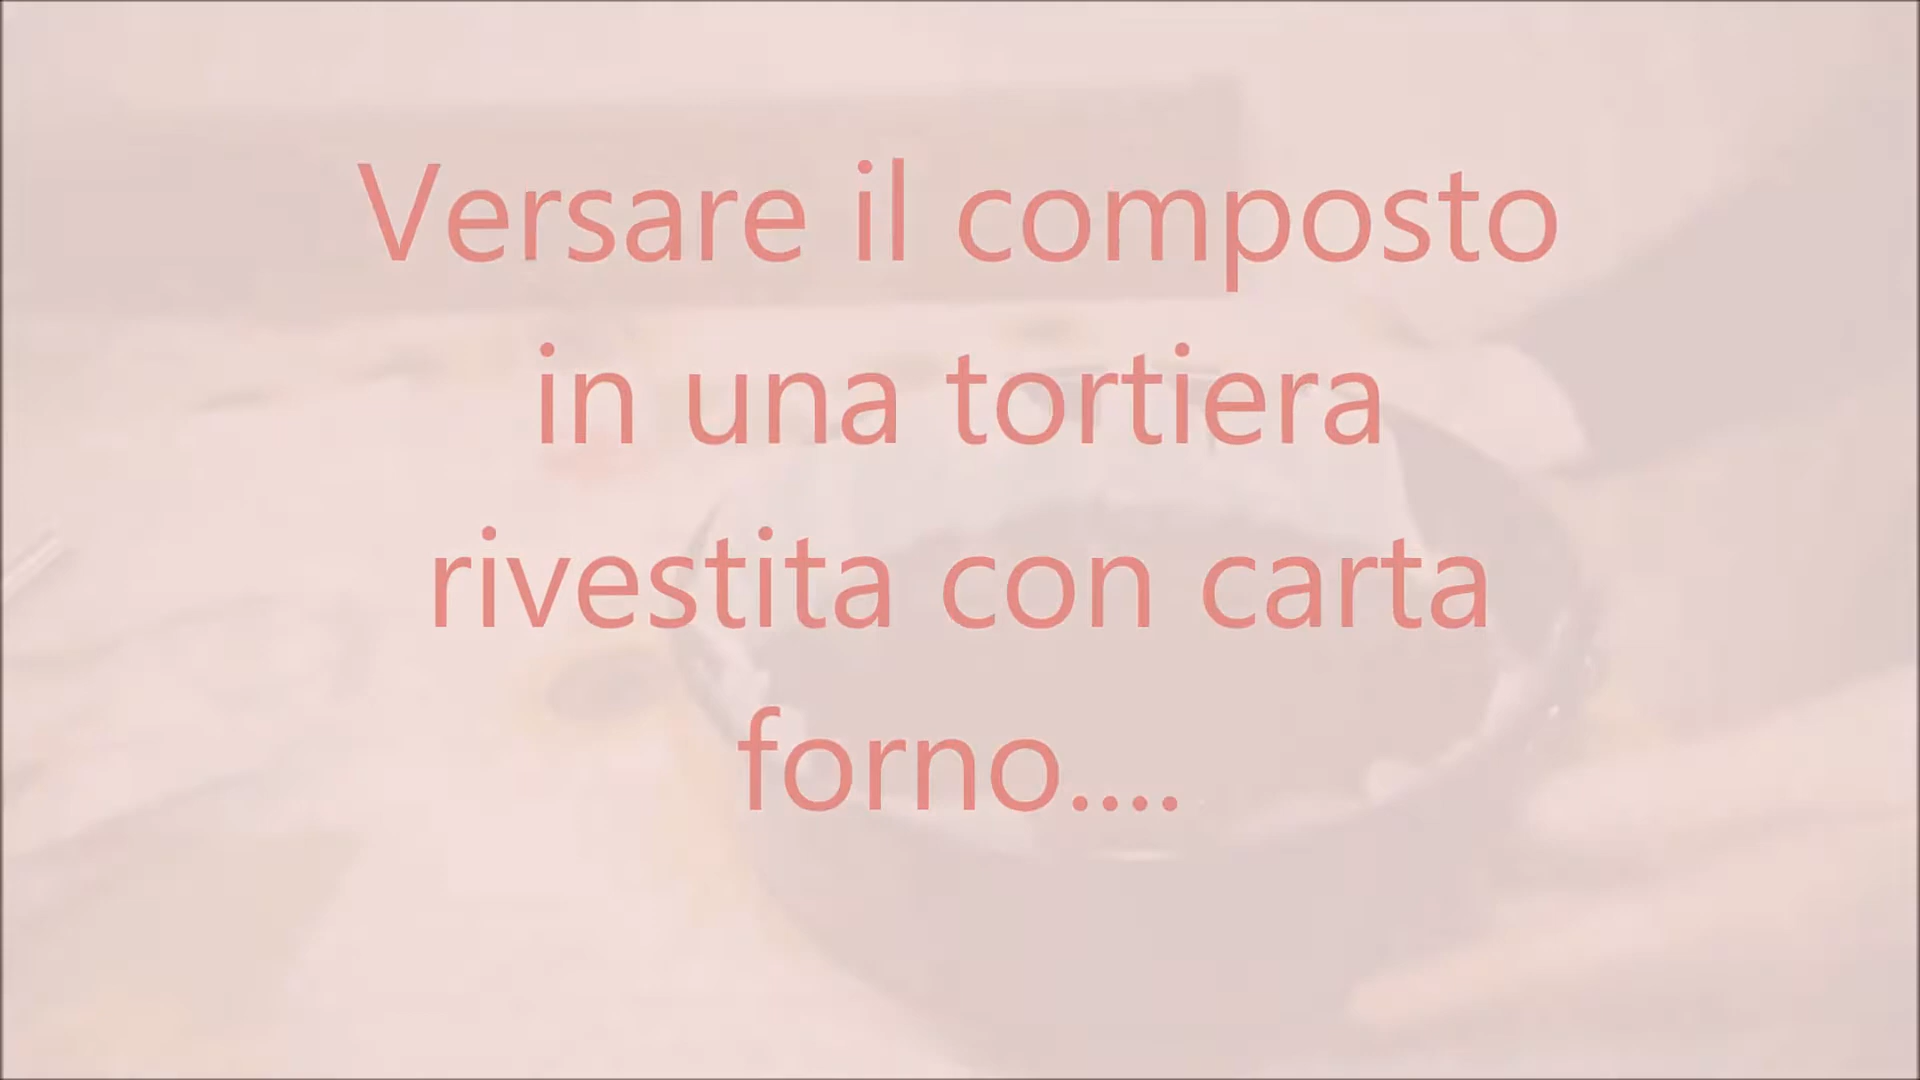 Versare il composto
in una tortiera
rivestita con carta
forno....